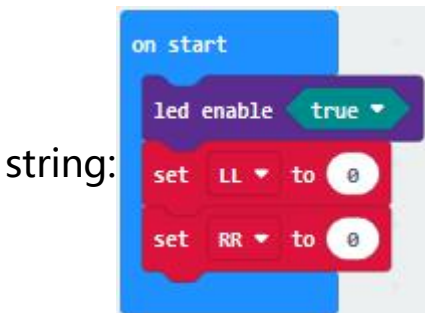 on start
led enable true
string:
set LL to 0
set RR to 0